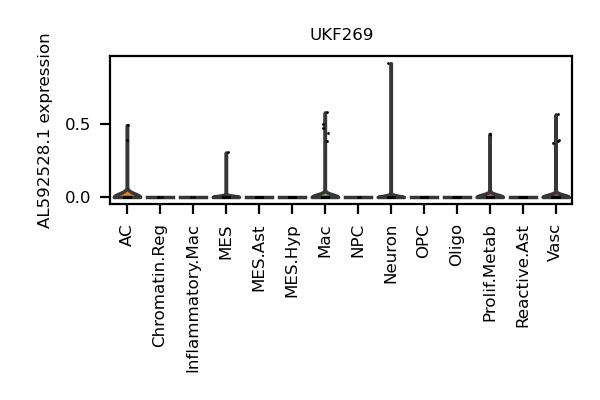 UKF269
AL592528.1 expression
0.5
0.0
AC
Chromatin.Reg
Inflammatory.Mac
MES
MES.Ast
MES.Hyp
Mac
NPC
Neuron
OPC
Oligo
Prolif.Metab
Reactive.Ast
Vasc